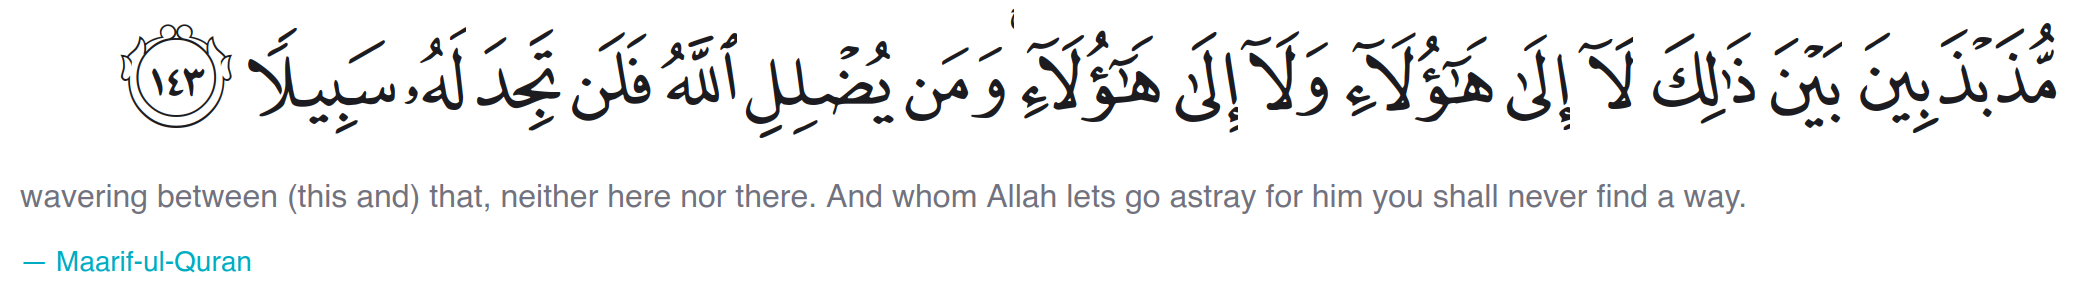 مُّذَبْذَبِينَ بَيْنَ ذَٰلِكَ لَآ إِلَىٰ هَـٰٓؤُلَآءِ وَلَآ إِلَىٰ هَـٰٓؤُلَآءِ ۚ وَمَن يُضْلِلِ ٱللَّهُ فَلَن تَجِدَ لَهُۥ سَبِيلًا ١٤٣
wavering between (this and) that, neither here nor there. And whom Allah lets go astray for him you shall never find a way.
— Maarif-ul-Quran